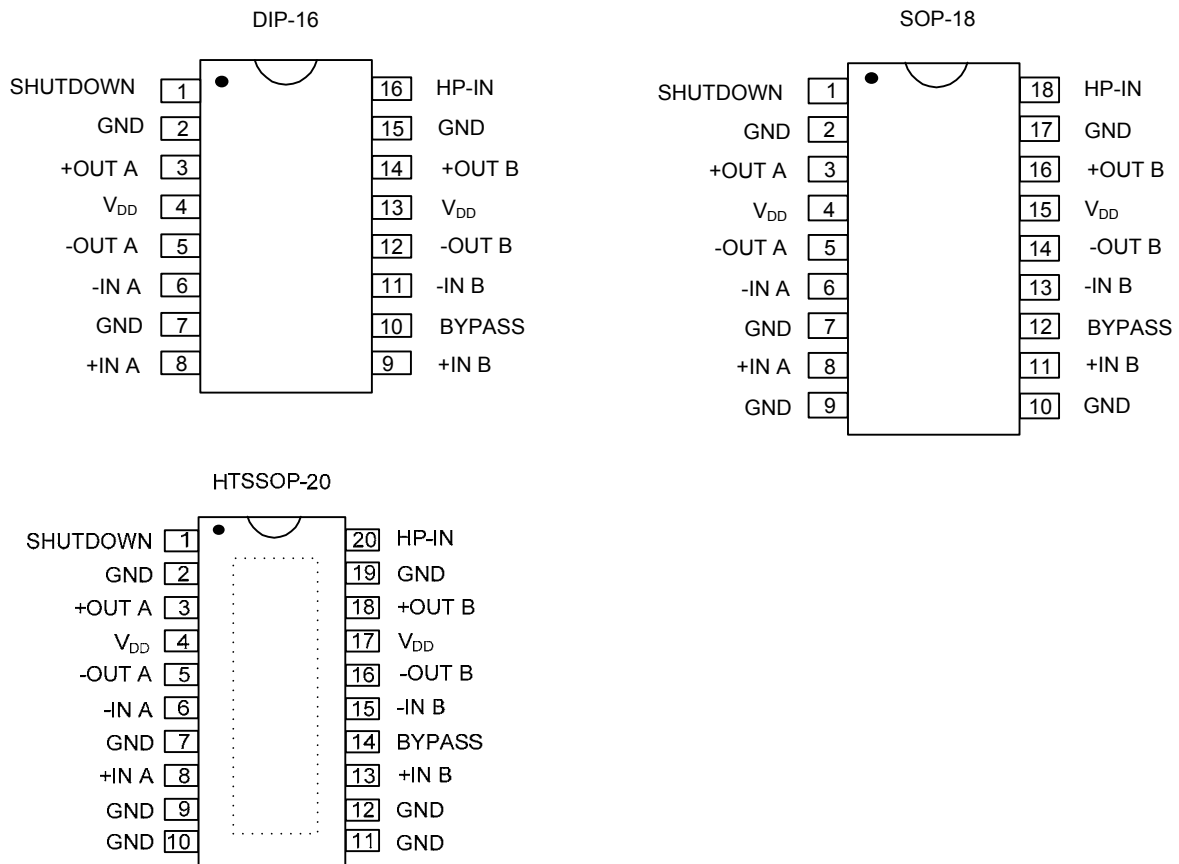 DIP-16
SHUTDOWN 1 16 HP-IN
GND 2 15 GND
+OUT A 3 14 +OUT B
VDD 4 13 VDD
-OUT A 5 12 -OUT B
-IN A 6 11 -IN B
GND 7 10 BYPASS
+IN A 8 9 +IN B
SOP-18
SHUTDOWN 1 18 HP-IN
GND 2 17 GND
+OUT A 3 16 +OUT B
VDD 4 15 VDD
-OUT A 5 14 -OUT B
-IN A 6 13 -IN B
GND 7 12 BYPASS
+IN A 8 11 +IN B
GND 9 10 GND
HTSSOP-20
SHUTDOWN 1 20 HP-IN
GND 2 19 GND
+OUT A 3 18 +OUT B
VDD 4 17 VDD
-OUT A 5 16 -OUT B
-IN A 6 15 -IN B
GND 7 14 BYPASS
+IN A 8 13 +IN B
GND 9 12 GND
GND 10 11 GND